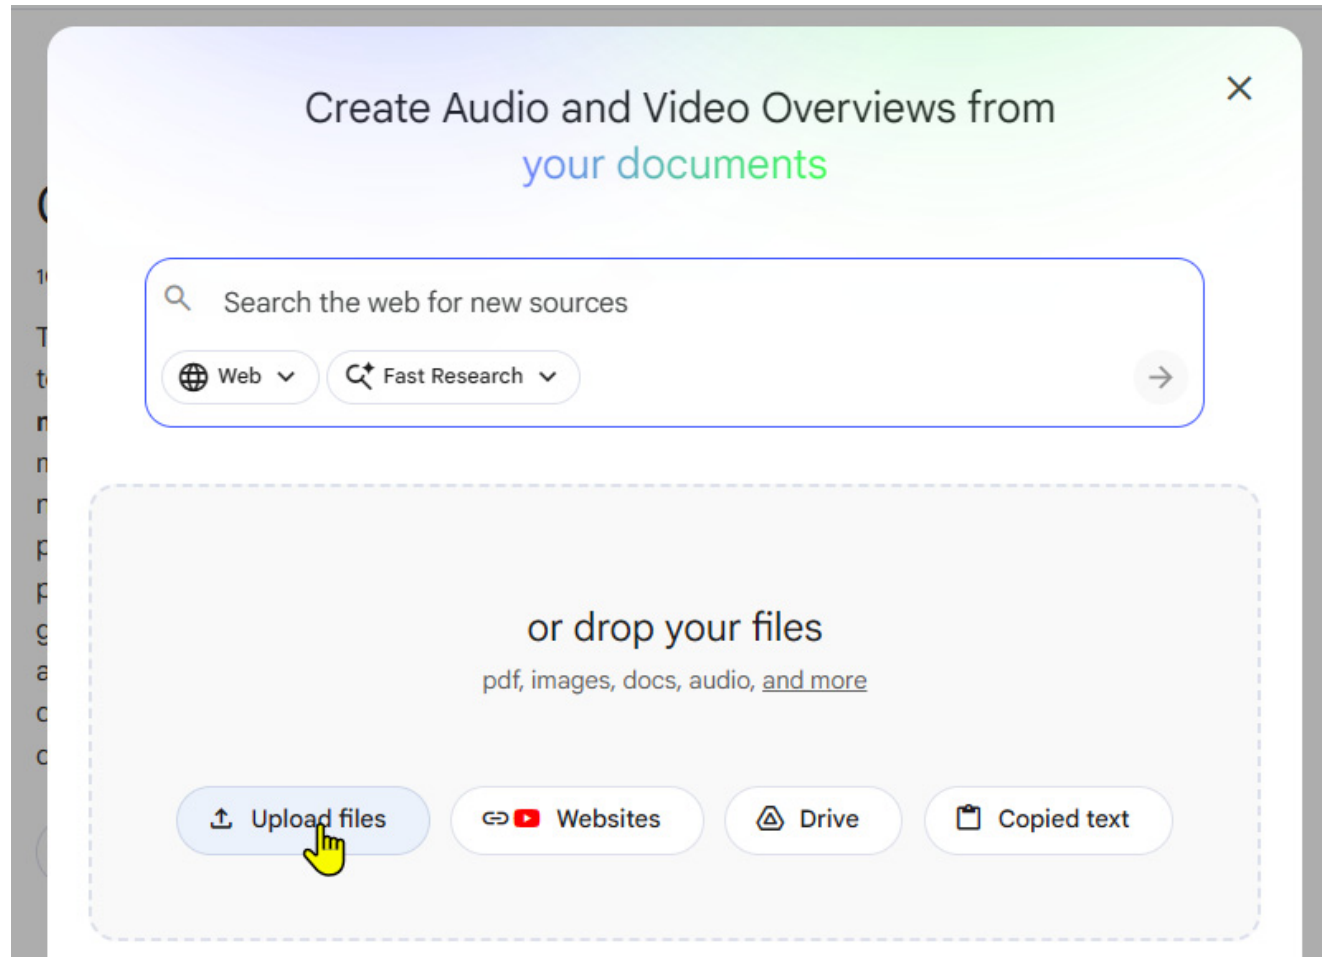 Create Audio and Video Overviews from
your documents
Search the web for new sources
Web
Fast Research
or drop your files
pdf, images, docs, audio, and more
Upload files
Websites
Drive
Copied text